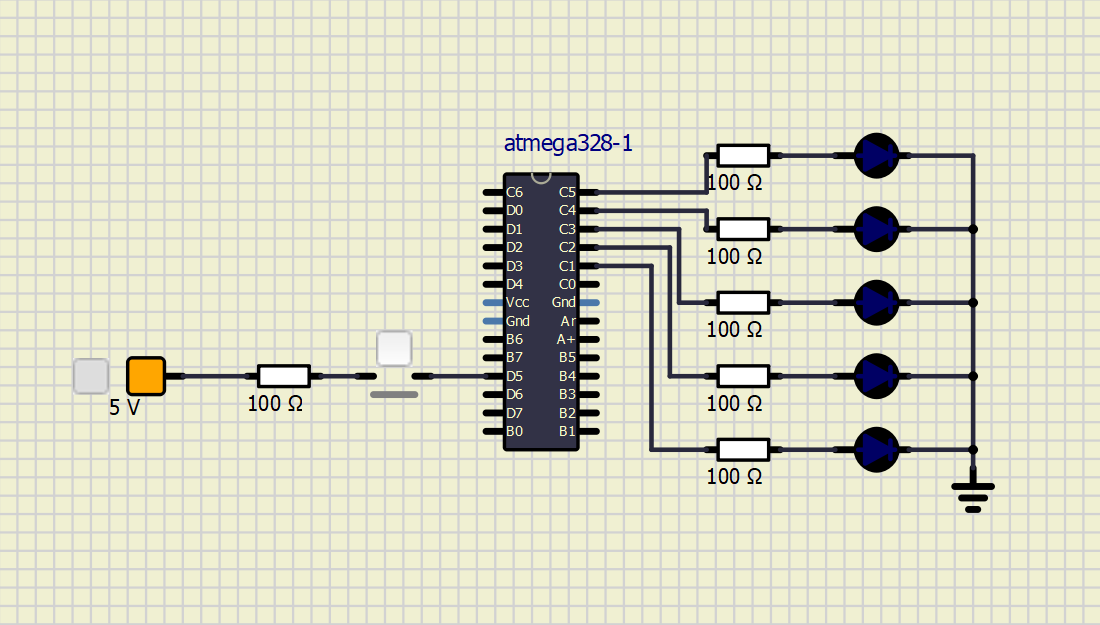 atmega328-1
100 Ω
C6 C5
D0 C4
D1 C3
D2 C2
D3 C1
D4 C0
Vcc Gnd
Gnd Ar
B6 A+
B7 B5
D5 B4
D6 B3
D7 B2
B0 B1
100 Ω
100 Ω
5 V
100 Ω
100 Ω
100 Ω